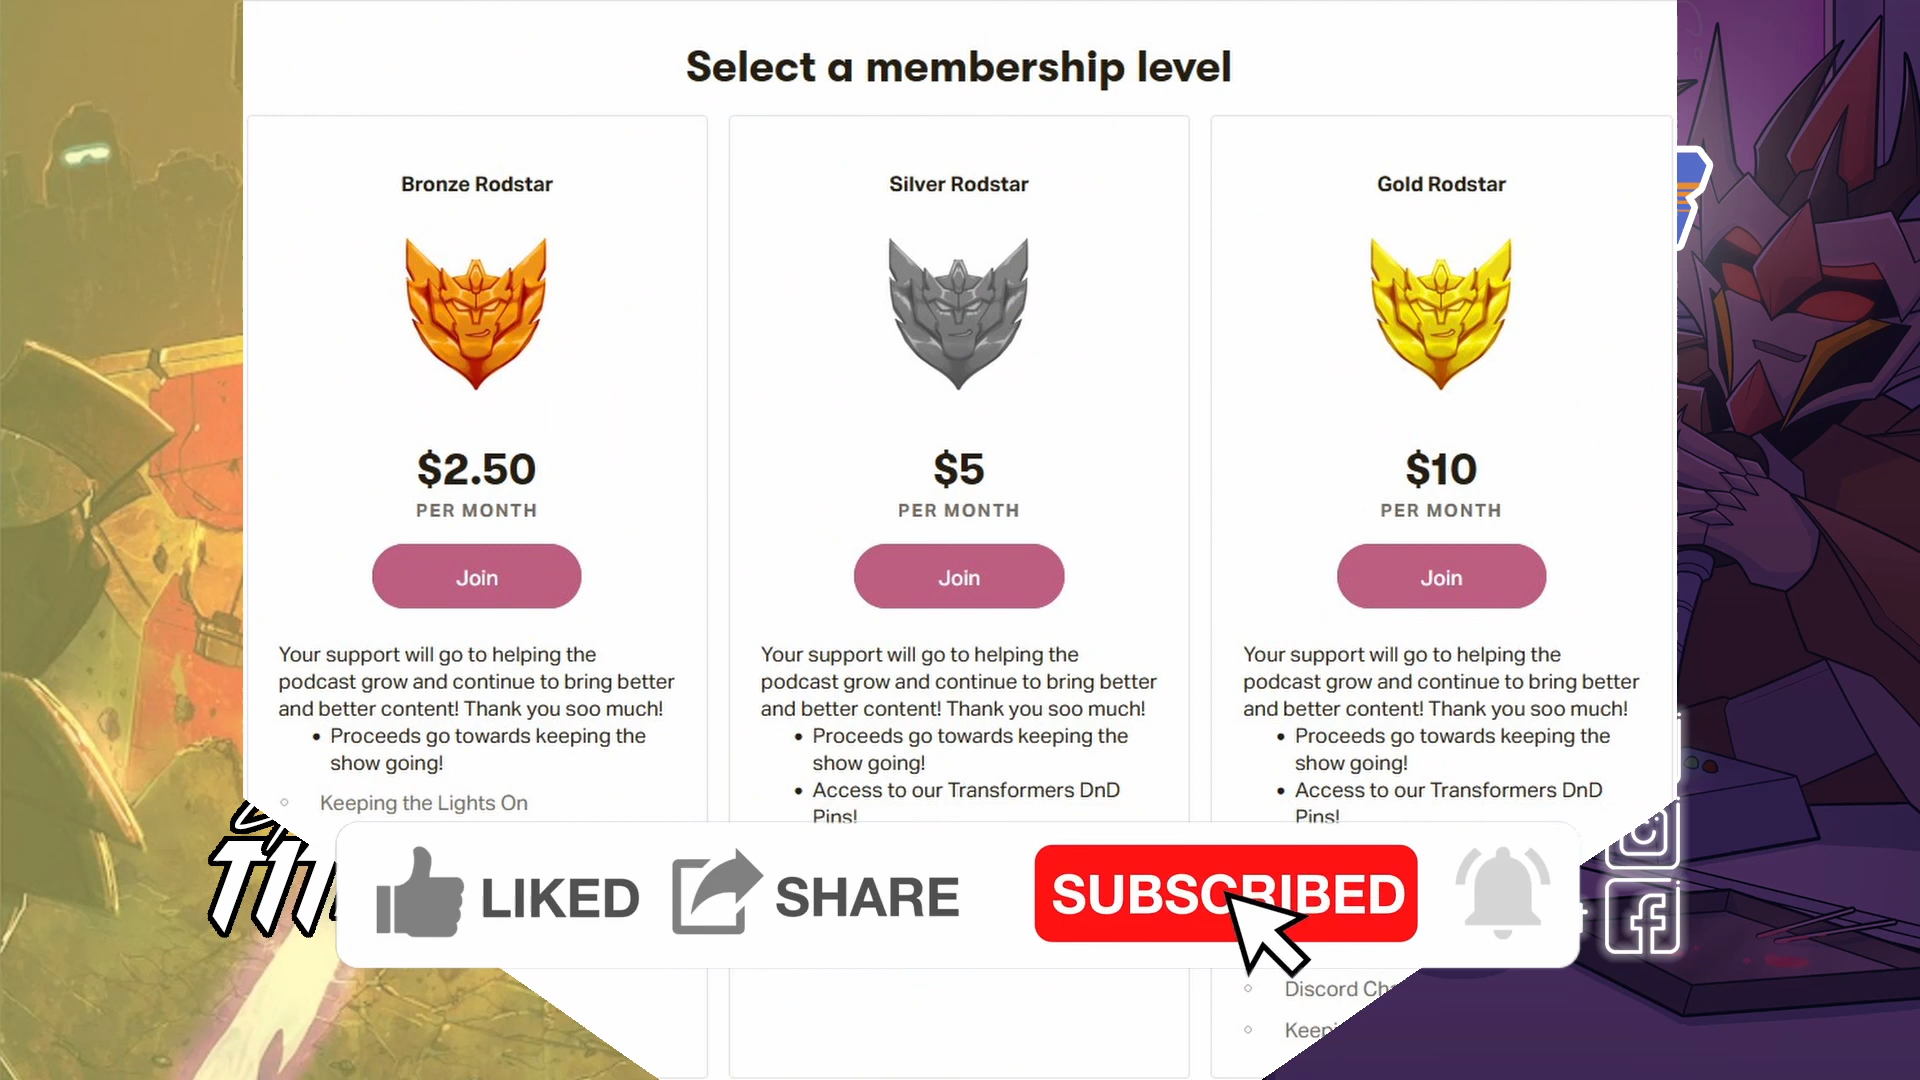 Select a membership level
Bronze Rodstar
$2.50
PER MONTH
Join
Your support will go to helping the
podcast grow and continue to bring better
and better content! Thank you soo much!
• Proceeds go towards keeping the
show going!
Keeping the Lights On
Silver Rodstar
$5
PER MONTH
Join
Your support will go to helping the
podcast grow and continue to bring better
and better content! Thank you soo much!
• Proceeds go towards keeping the
show going!
• Access to our Transformers DnD
Pins!
Gold Rodstar
$10
PER MONTH
Join
Your support will go to helping the
podcast grow and continue to bring better
and better content! Thank you soo much!
• Proceeds go towards keeping the
show going!
• Access to our Transformers DnD
Pins!
Discord
LIKED
SHARE
SUBSCRIBED